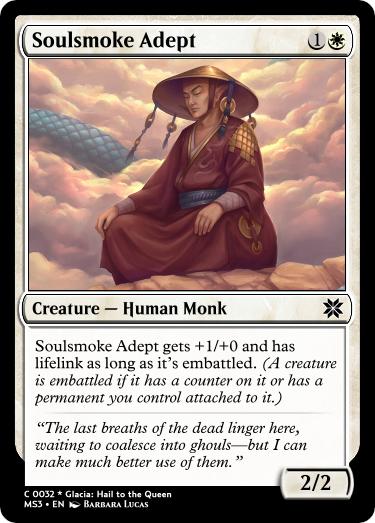 Soulsmoke Adept 1
Creature — Human Monk
Soulsmoke Adept gets +1/+0 and has
lifelink as long as it's embattled. (A creature
is embattled if it has a counter on it or has a
permanent you control attached to it.)
"The last breaths of the dead linger here,
waiting to coalesce into ghouls—but I can
make much better use of them."
2/2
C 0032 * Glacia: Hail to the Queen
MS3 • EN Barbara Lucas